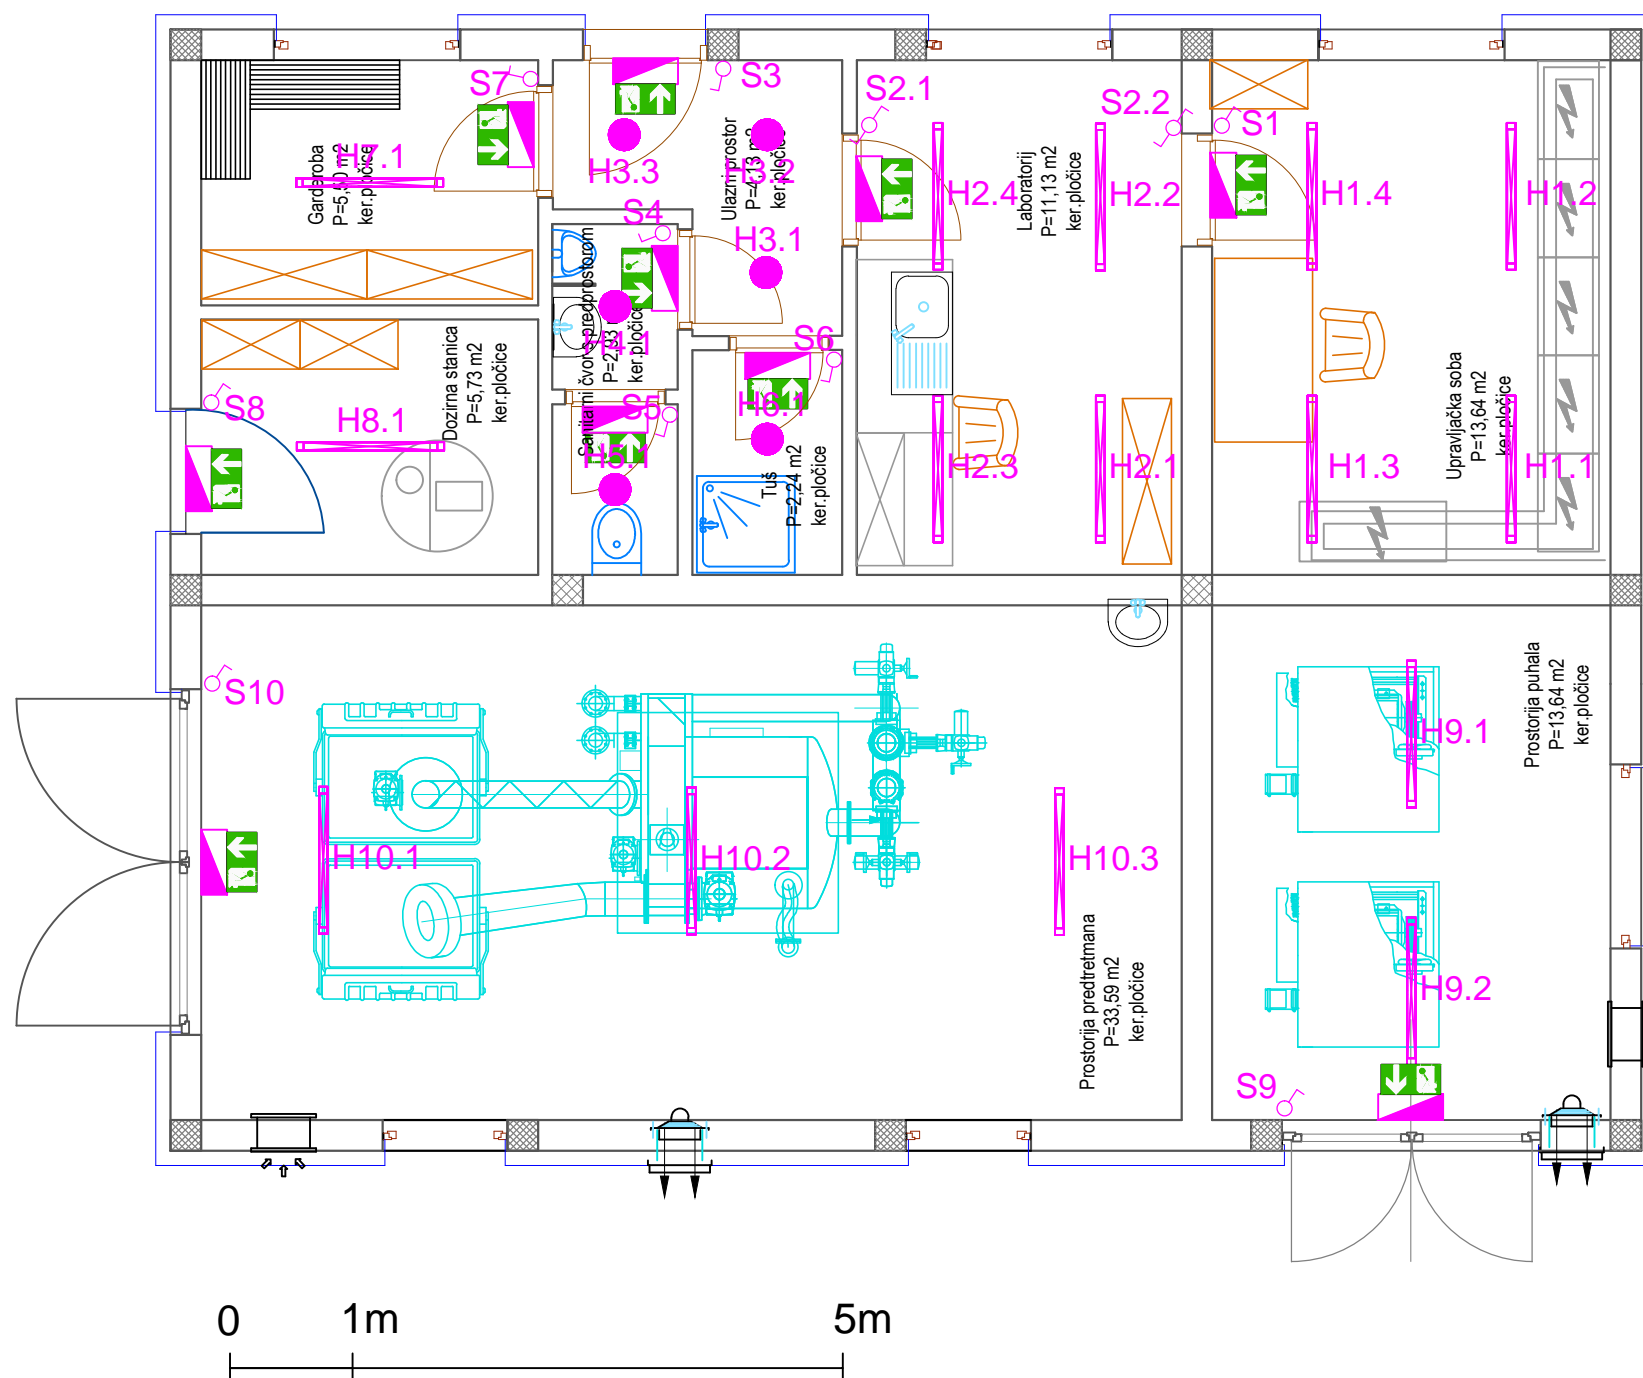 S7
S3
S2.1
S2.2
S1
H7.1
Garderoba
P=5,50 m2
ker.pločice
H3.3
H3.2
Ulazni prostor
P=4,13 m2
ker.pločice
H2.4
Laboratorij
P=11,13 m2
ker.pločice
H2.2
H1.4
H1.2
S4
H3.1
Sanitarni čvor s predprostorom
P=2,93 m2
ker.pločice
H4.1
S6
S8
H8.1
Dozirna stanica
P=5,73 m2
ker.pločice
S5
H5.1
H6.1
Tuš
P=2,24 m2
ker.pločice
H2.3
H2.1
H1.3
Upravljačka soba
P=13,64 m2
ker.pločice
H1.1
S10
H9.1
Prostorija puhala
P=13,64 m2
ker.pločice
H10.1
H10.2
H10.3
Prostorija predtretmana
P=33,59 m2
ker.pločice
H9.2
S9
0 1m 5m